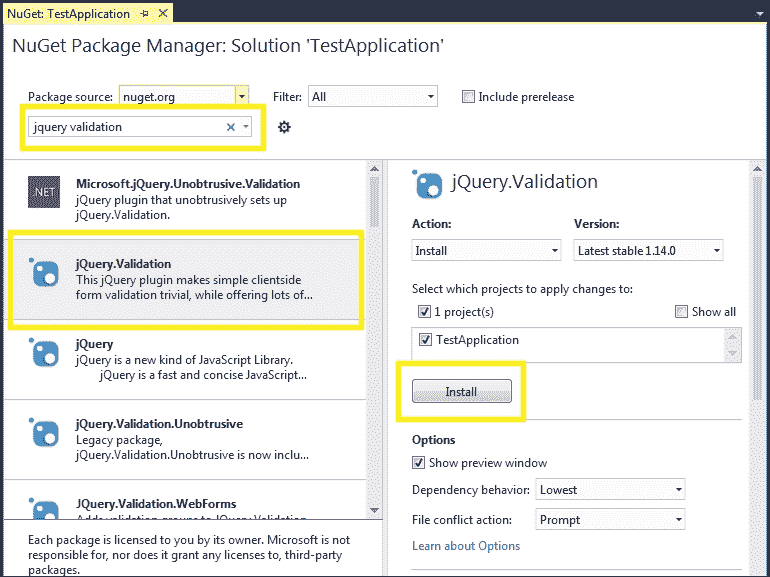 NuGet: TestApplication
NuGet Package Manager: Solution 'TestApplication'
Package source: nuget.org Filter: All Include prerelease
jquery validation
.NET
Microsoft.jQuery.Unobtrusive.Validation
jQuery plugin that unobtrusively sets up
jQuery.Validation.
jQuery.Validation
This jQuery plugin makes simple clientside
form validation trivial, while offering lots of...
jQuery
jQuery is a new kind of JavaScript Library.
jQuery is a fast and concise JavaScript...
jQuery.Validation.Unobtrusive
Legacy package,
jQuery.Validation.Unobtrusive is now inclu...
JQuery.Validation.WebForms
Adds validation groups to JQuery Validation
Each package is licensed to you by its owner. Microsoft is not
responsible for, nor does it grant any licenses to, third-party
packages.
jQuery.Validation
Action: Version:
Install Latest stable 1.14.0
Select which projects to apply changes to:
1 project(s) Show all
TestApplication
Install
Options
Show preview window
Dependency behavior: Lowest
File conflict action: Prompt
Learn about Options